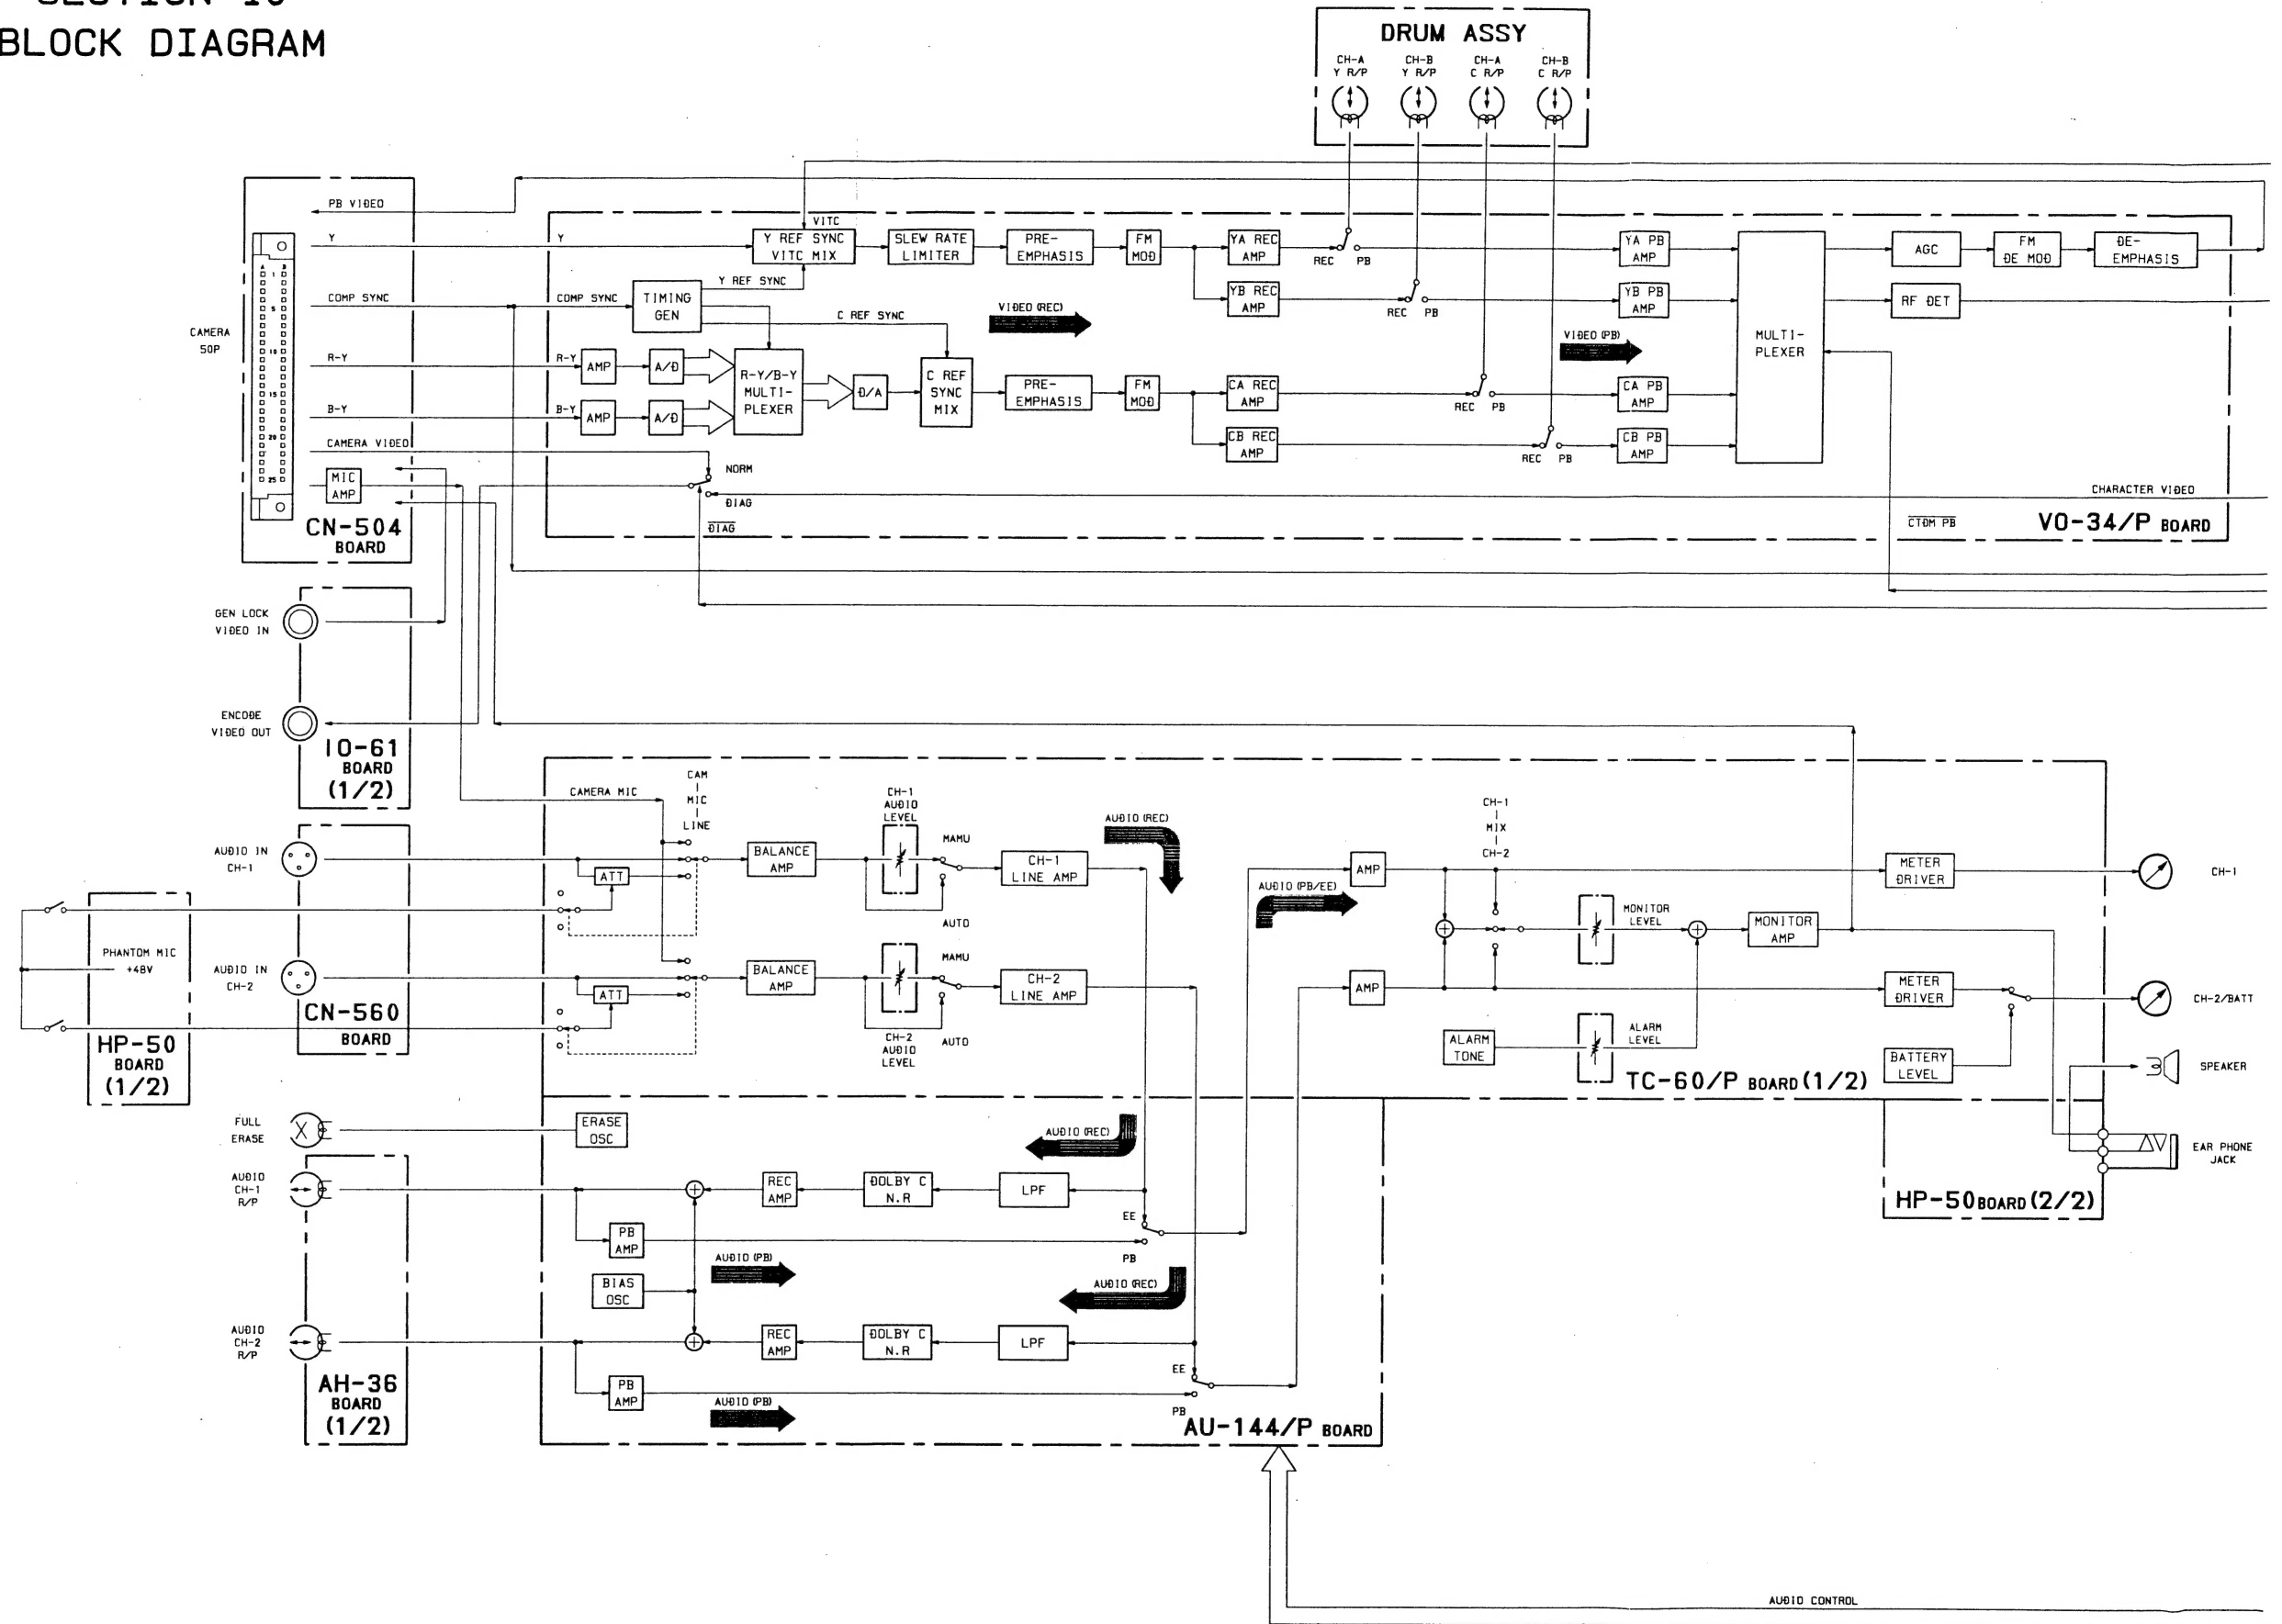 BLOCK DIAGRAM
DRUM ASSY
CH-A
Y R/P
CH-B
Y R/P
CH-A
C R/P
CH-B
C R/P
PB VIDEO
Y
COMP SYNC
R-Y
B-Y
CAMERA VIDEO
MIC
AMP
CAMERA
50P
A
B
1
5
10
15
20
25
CN-504
BOARD
Y
VITC
Y REF SYNC
VITC MIX
SLEW RATE
LIMITER
PRE-
EMPHASIS
FM
MOD
YA REC
AMP
REC
PB
YA PB
AMP
AGC
FM
DE MOD
DE-
EMPHASIS
Y REF SYNC
COMP SYNC
TIMING
GEN
C REF SYNC
VIDEO (REC)
YB REC
AMP
REC
PB
YB PB
AMP
RF DET
VIDEO (PB)
MULTI-
PLEXER
R-Y
AMP
A/D
R-Y/B-Y
MULTI-
PLEXER
D/A
C REF
SYNC
MIX
PRE-
EMPHASIS
FM
MOD
CA REC
AMP
REC
PB
CA PB
AMP
B-Y
AMP
A/D
CB REC
AMP
REC
PB
CB PB
AMP
NORM
DIAG
DIAG
CHARACTER VIDEO
CTDM PB
VO-34/P BOARD
GEN LOCK
VIDEO IN
ENCODE
VIDEO OUT
IO-61
BOARD
(1/2)
CAMERA MIC
CAM
MIC
LINE
CH-1
AUDIO
LEVEL
MAMU
AUTO
AUDIO (REC)
CH-1
MIX
CH-2
AUDIO IN
CH-1
ATT
BALANCE
AMP
CH-1
LINE AMP
AUDIO (PB/EE)
AMP
METER
DRIVER
CH-1
MONITOR
LEVEL
MONITOR
AMP
PHANTOM MIC
+48V
AUDIO IN
CH-2
ATT
BALANCE
AMP
MAMU
AUTO
CH-2
AUDIO
LEVEL
CH-2
LINE AMP
AMP
METER
DRIVER
CH-2/BATT
CN-560
BOARD
HP-50
BOARD
(1/2)
ALARM
TONE
ALARM
LEVEL
BATTERY
LEVEL
SPEAKER
TC-60/P BOARD (1/2)
FULL
ERASE
ERASE
OSC
AUDIO (REC)
EAR PHONE
JACK
HP-50 BOARD (2/2)
AUDIO
CH-1
R/P
REC
AMP
DOLBY C
N.R
LPF
EE
PB
PB
AMP
AUDIO (PB)
BIAS
OSC
AUDIO (REC)
AUDIO
CH-2
R/P
REC
AMP
DOLBY C
N.R
LPF
EE
PB
PB
AMP
AUDIO (PB)
AH-36
BOARD
(1/2)
AU-144/P BOARD
AUDIO CONTROL